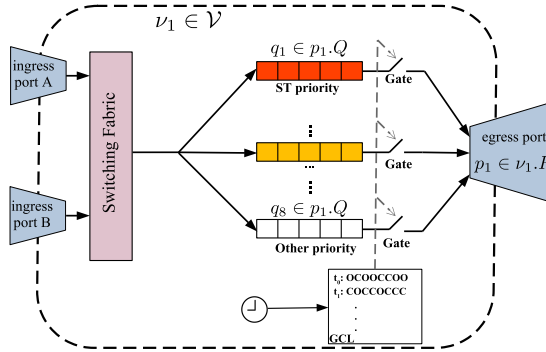 ν₁ ∈ 𝒱
ingress
port A
ingress
port B
Switching Fabric
q₁ ∈ p₁.Q
ST priority
Gate
...
Gate
...
q₈ ∈ p₁.Q
Other priority
Gate
egress port
p₁ ∈ ν₁.P
t₀: OCOOCCOO
t₁: COCCOCCC
.
.
.
GCL